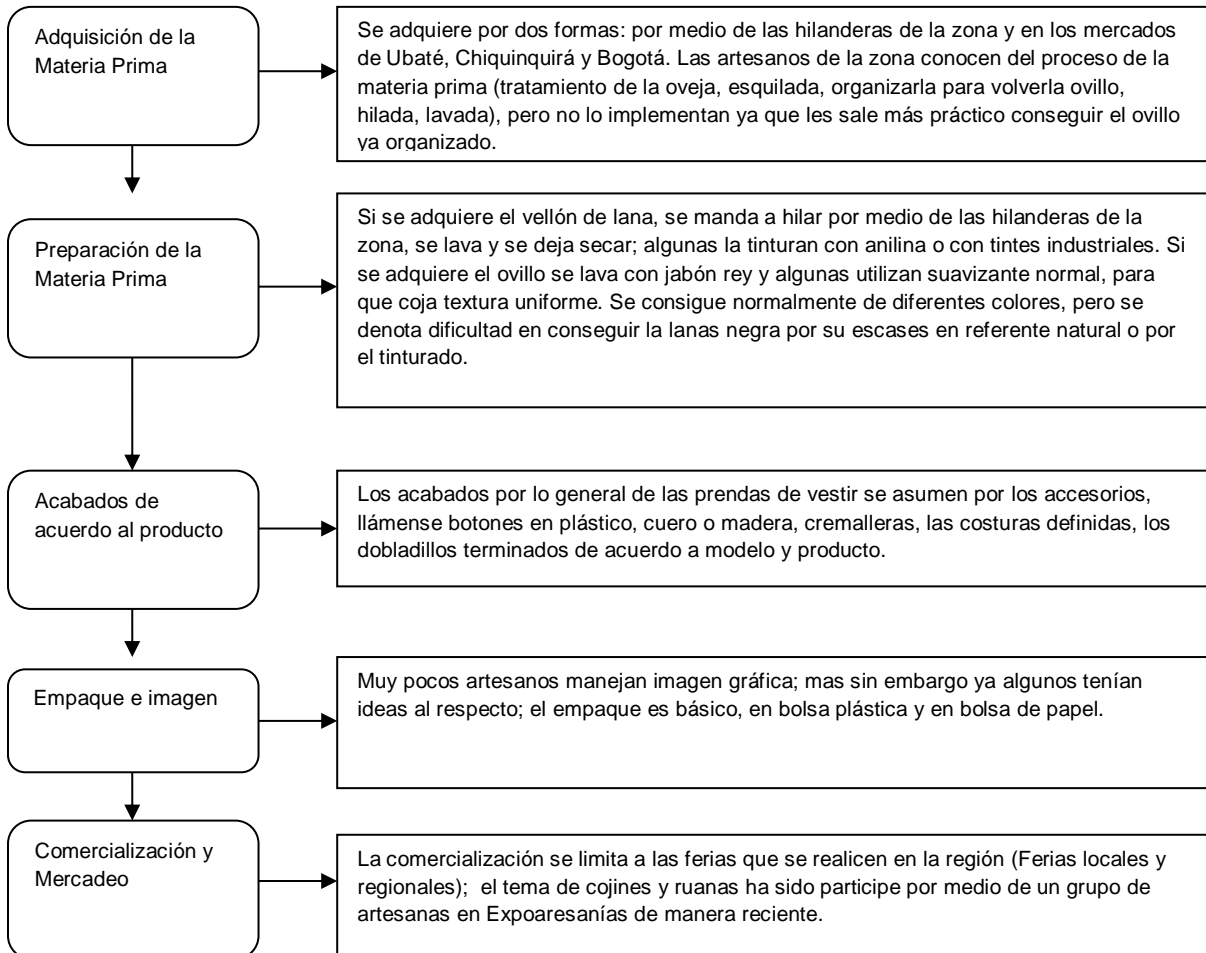 Adquisición de la
Materia Prima
Se adquiere por dos formas: por medio de las hilanderas de la zona y en los mercados
de Ubaté, Chiquinquirá y Bogotá. Las artesanos de la zona conocen del proceso de la
materia prima (tratamiento de la oveja, esquilada, organizarla para volverla ovillo,
hilada, lavada), pero no lo implementan ya que les sale más práctico conseguir el ovillo
ya organizado.
Preparación de la
Materia Prima
Si se adquiere el vellón de lana, se manda a hilar por medio de las hilanderas de la
zona, se lava y se deja secar; algunas la tinturan con anilina o con tintes industriales. Si
se adquiere el ovillo se lava con jabón rey y algunas utilizan suavizante normal, para
que coja textura uniforme. Se consigue normalmente de diferentes colores, pero se
denota dificultad en conseguir la lanas negra por su escases en referente natural o por
el tinturado.
Acabados de
acuerdo al producto
Los acabados por lo general de las prendas de vestir se asumen por los accesorios,
llámense botones en plástico, cuero o madera, cremalleras, las costuras definidas, los
dobladillos terminados de acuerdo a modelo y producto.
Empaque e imagen
Muy pocos artesanos manejan imagen gráfica; mas sin embargo ya algunos tenían
ideas al respecto; el empaque es básico, en bolsa plástica y en bolsa de papel.
Comercialización y
Mercadeo
La comercialización se limita a las ferias que se realicen en la región (Ferias locales y
regionales);  el tema de cojines y ruanas ha sido participe por medio de un grupo de
artesanas en Expoaresanías de manera reciente.